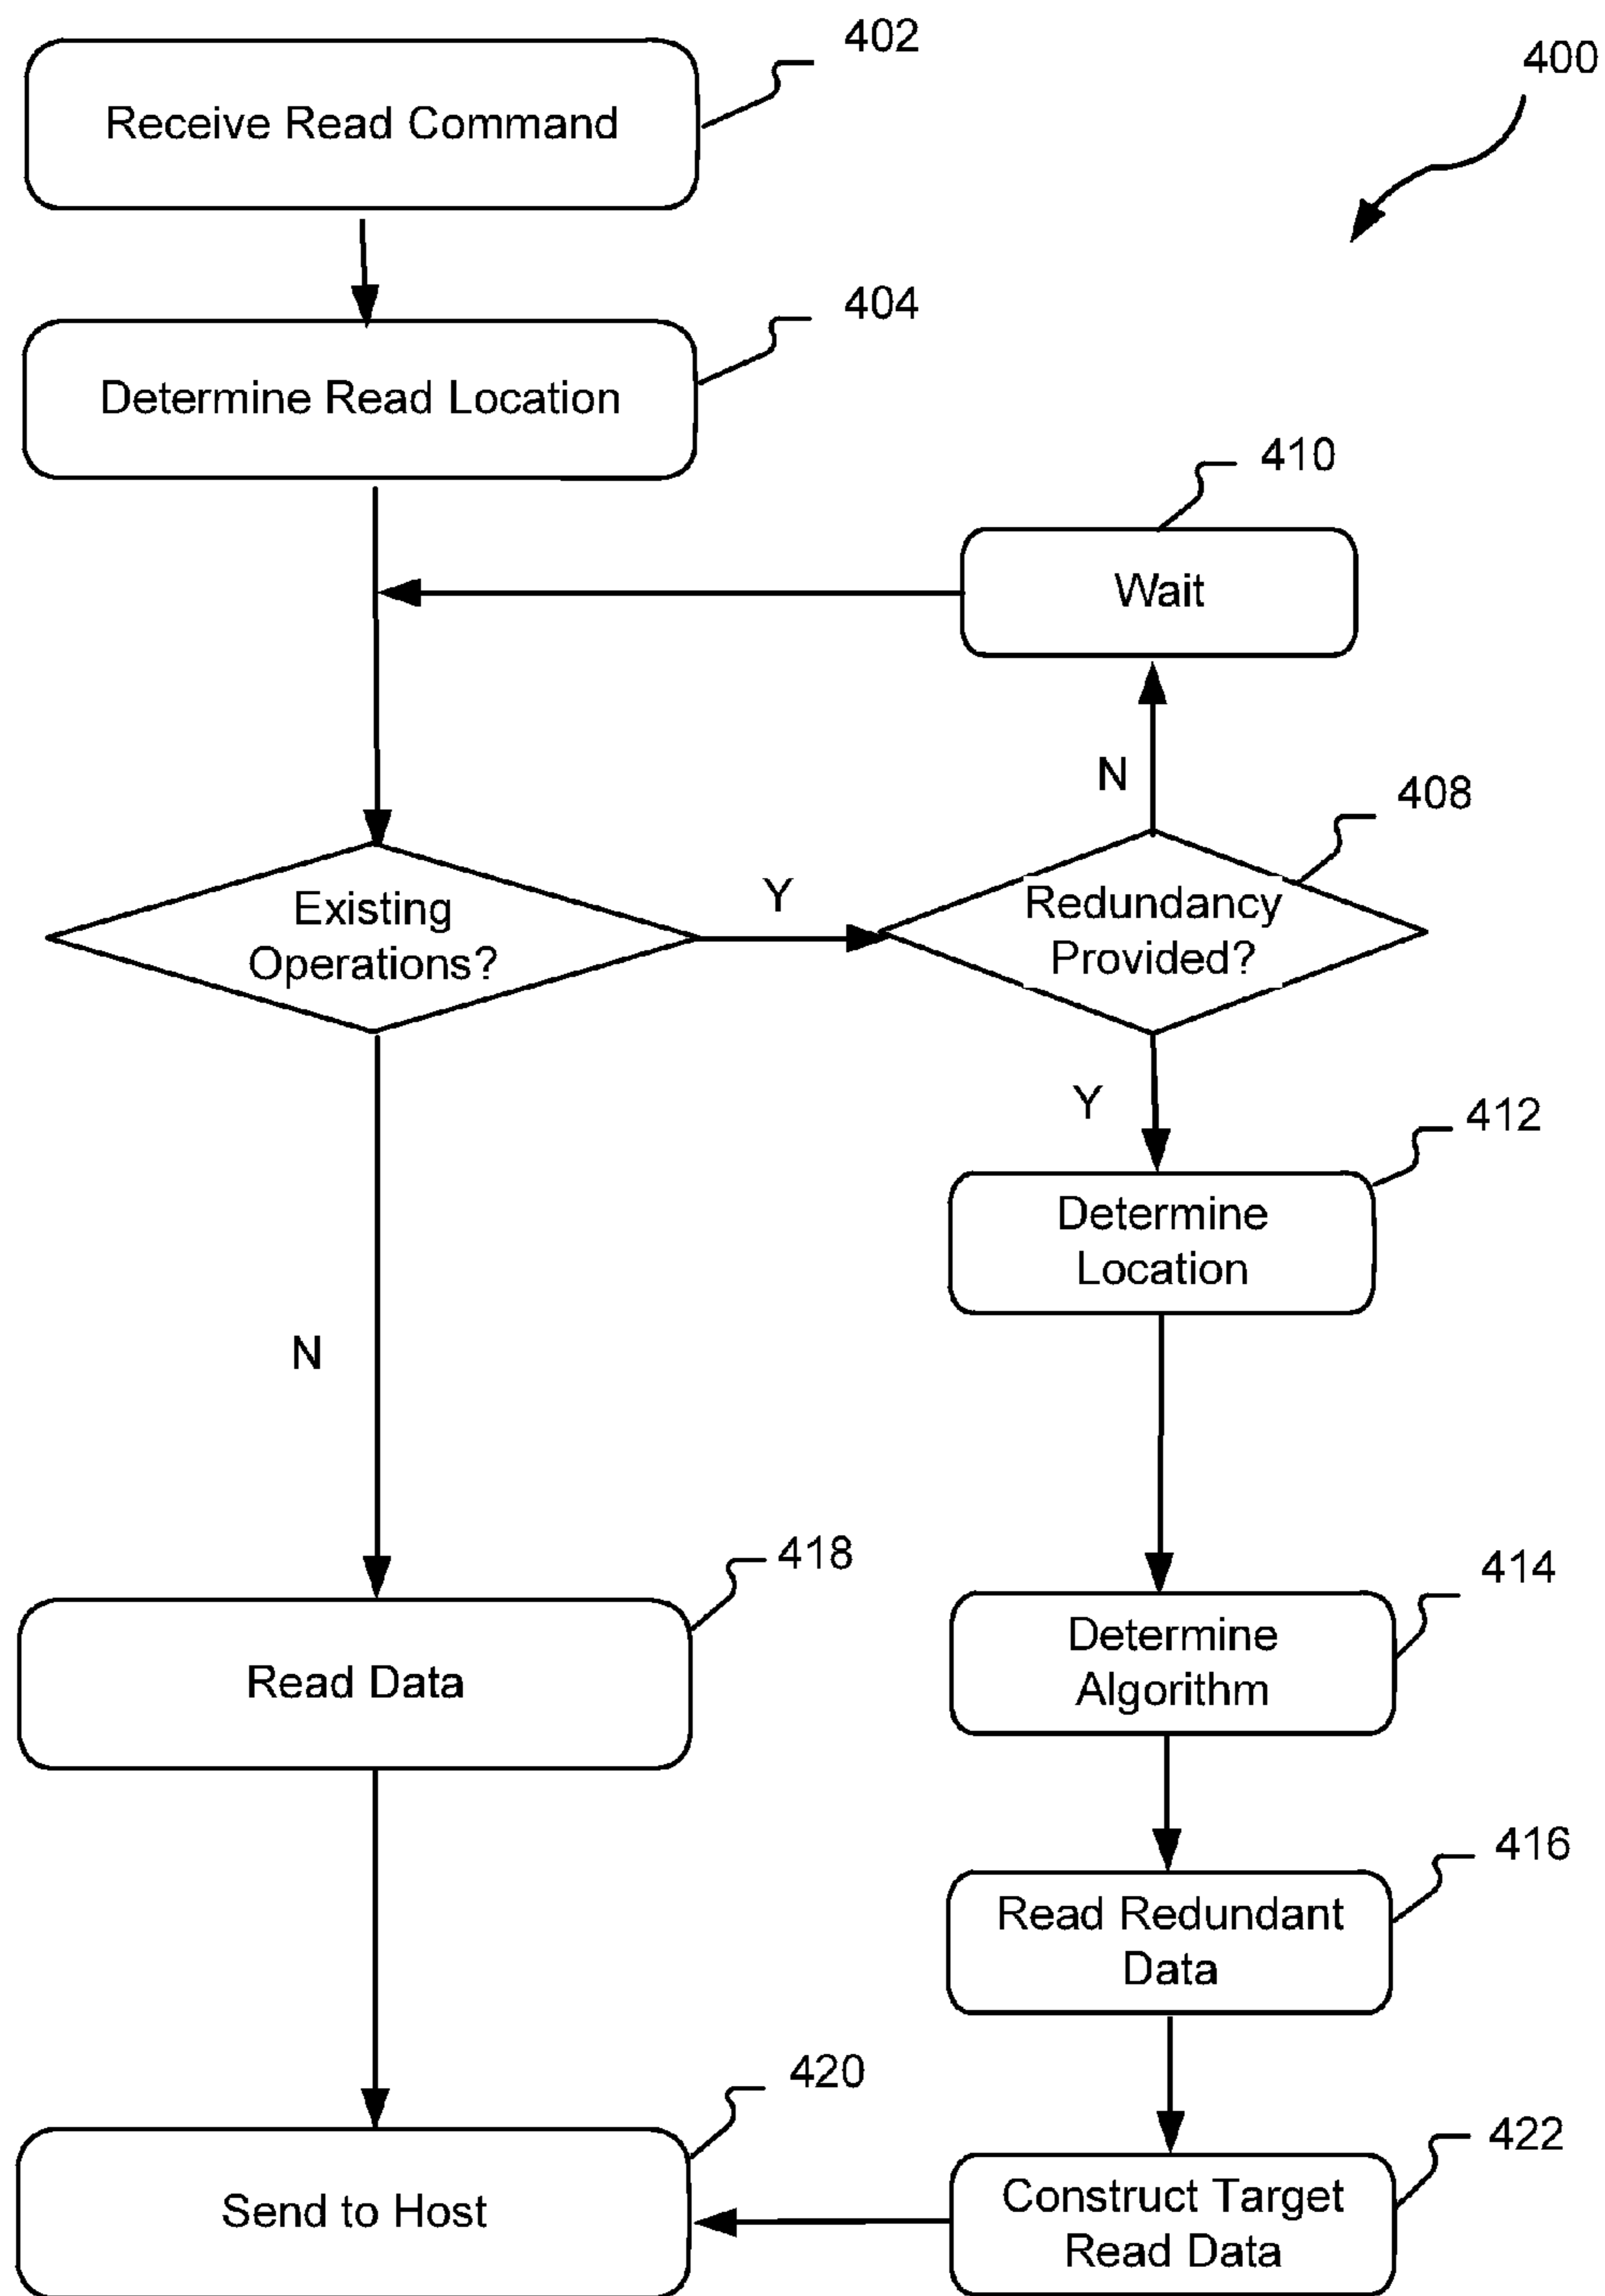 402
400
Receive Read Command
404
Determine Read Location
410
Wait
N
408
Existing
Operations?
Y
Redundancy
Provided?
Y
412
Determine
Location
N
418
Read Data
414
Determine
Algorithm
416
Read Redundant
Data
420
Send to Host
422
Construct Target
Read Data